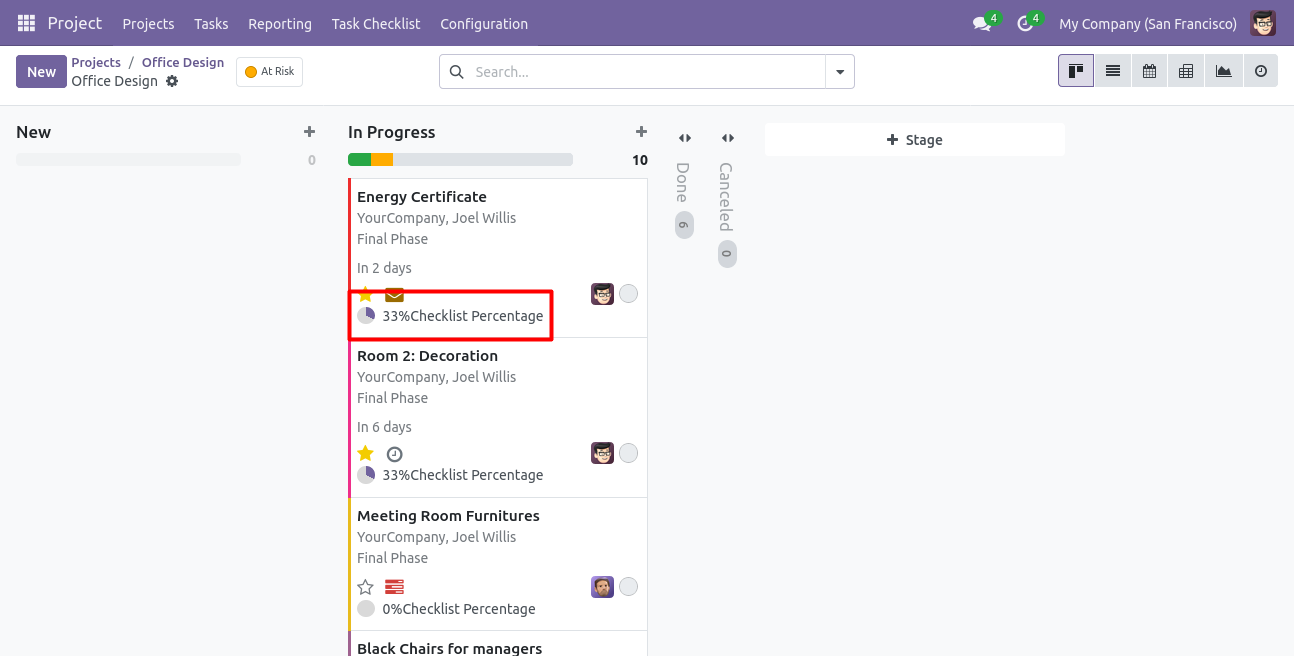 Project Projects Tasks Reporting Task Checklist Configuration 4 4 My Company (San Francisco)
New Projects / Office Design At Risk Search...
Office Design
New 0
In Progress 10
Energy Certificate
YourCompany, Joel Willis
Final Phase
In 2 days
33%Checklist Percentage
Room 2: Decoration
YourCompany, Joel Willis
Final Phase
In 6 days
33%Checklist Percentage
Meeting Room Furnitures
YourCompany, Joel Willis
Final Phase
0%Checklist Percentage
Black Chairs for managers
Done 6
Canceled 0
Stage